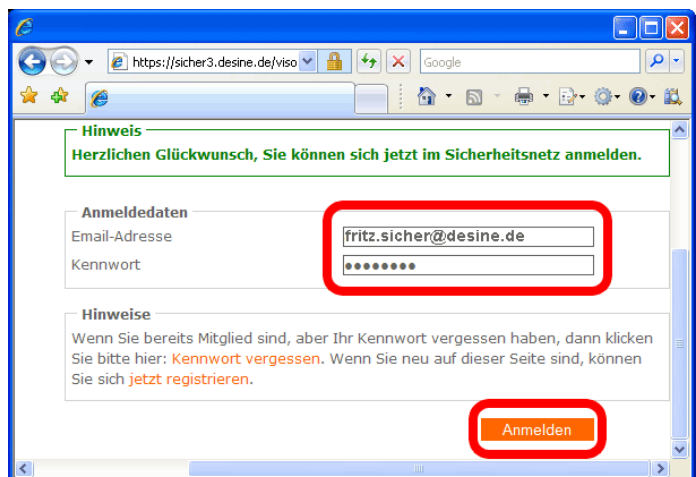 https://sicher3.desine.de/viso
Google
Hinweis
Herzlichen Glückwunsch, Sie können sich jetzt im Sicherheitsnetz anmelden.
Anmeldedaten
Email-Adresse
fritz.sicher@desine.de
Kennwort
••••••••
Hinweise
Wenn Sie bereits Mitglied sind, aber Ihr Kennwort vergessen haben, dann klicken
Sie bitte hier: Kennwort vergessen. Wenn Sie neu auf dieser Seite sind, können
Sie sich jetzt registrieren.
Anmelden